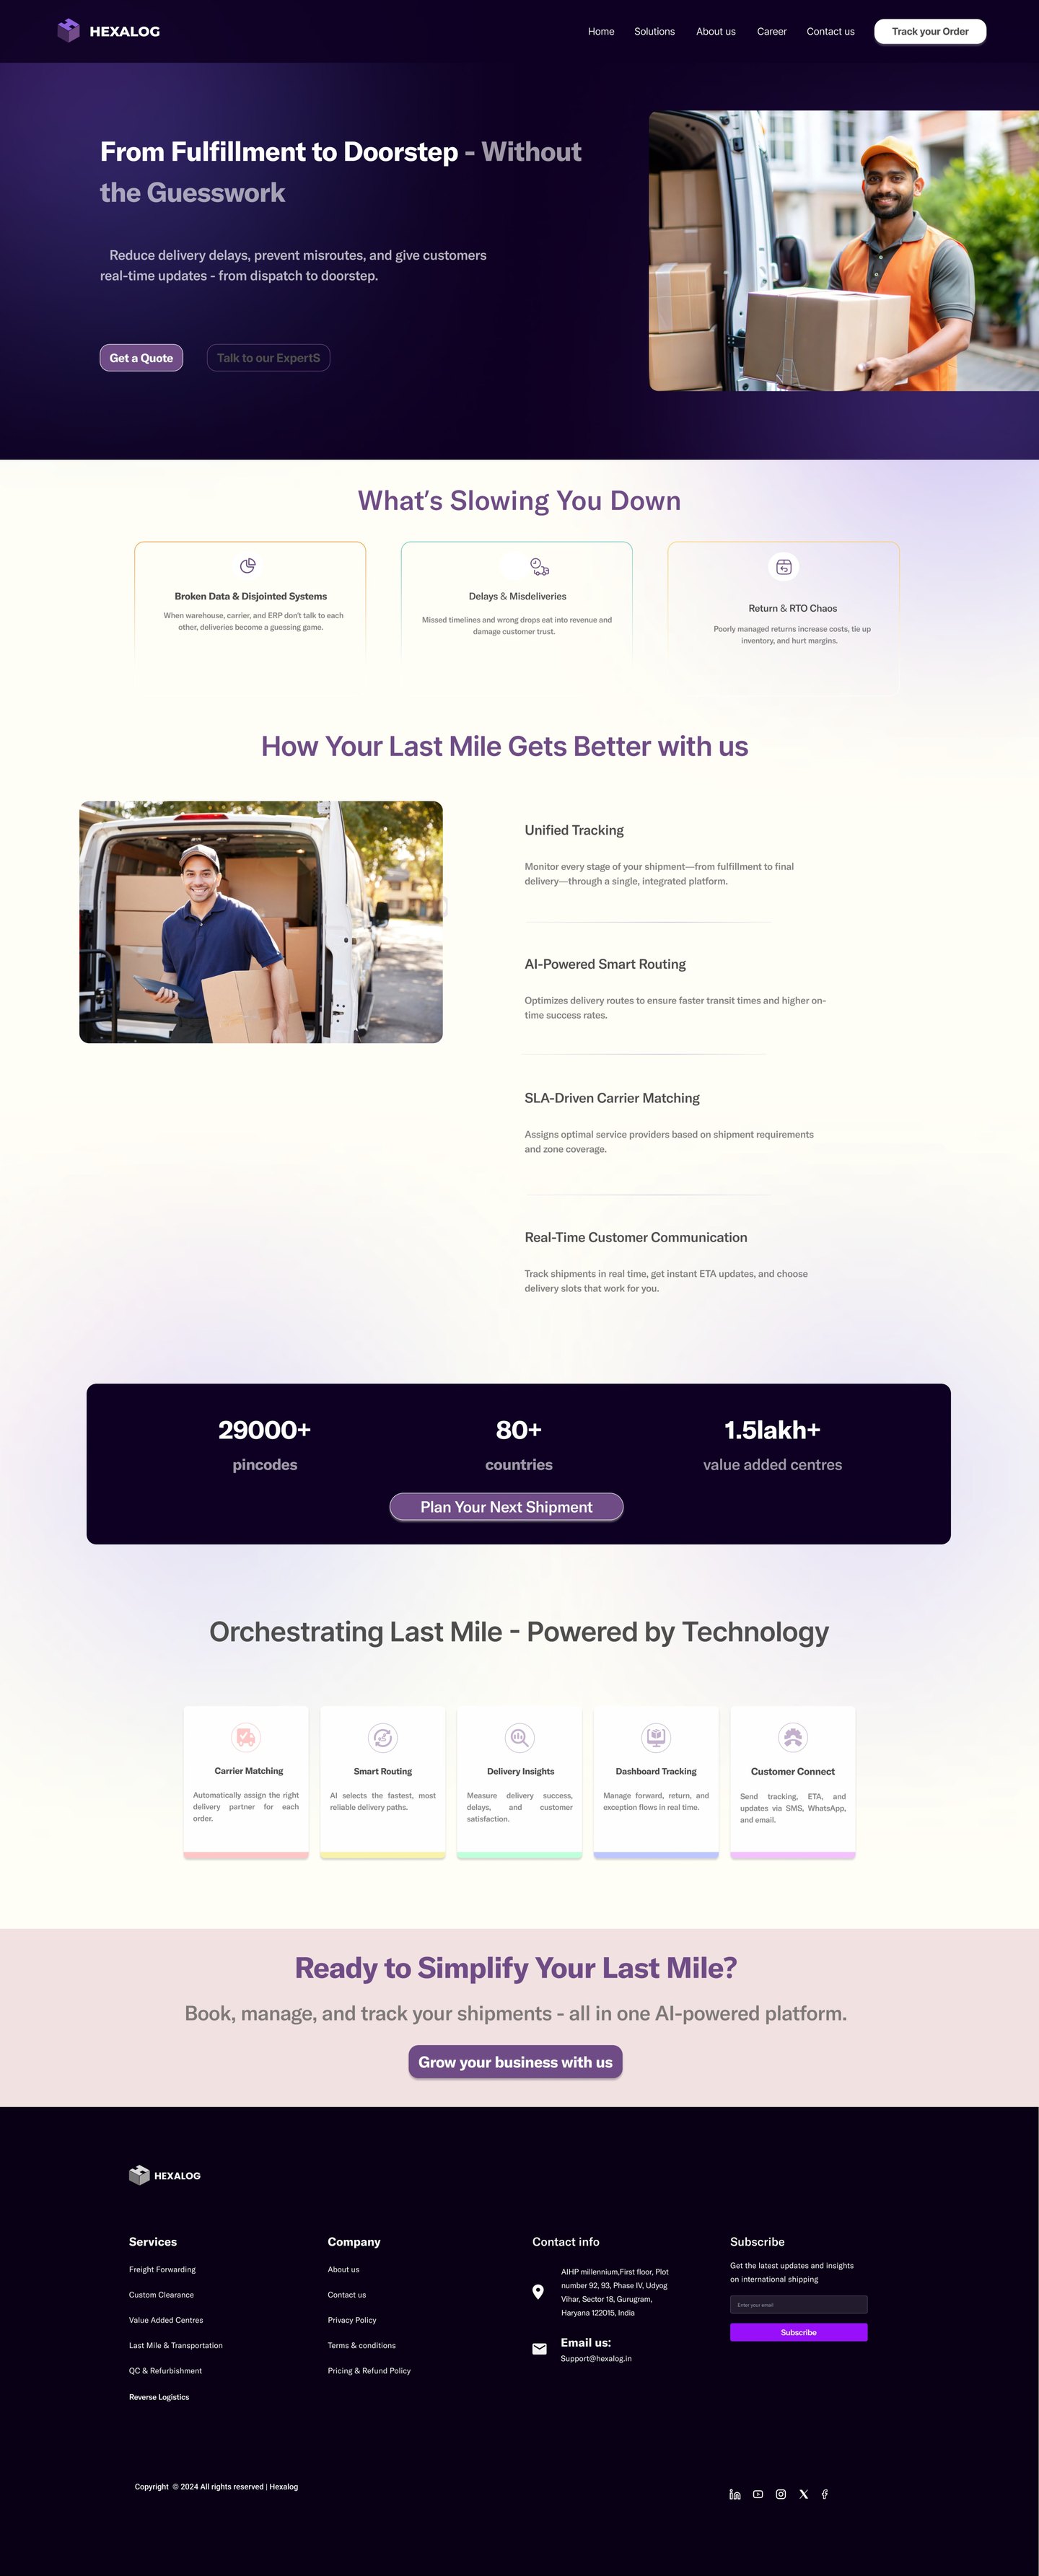 HEXALOG
Home
Solutions
About us
Career
Contact us
Track your Order
From Fulfillment to Doorstep - Without
the Guesswork
Reduce delivery delays, prevent misroutes, and give customers
real-time updates - from dispatch to doorstep.
Get a Quote
Talk to our ExpertS
What's Slowing You Down
Broken Data & Disjointed Systems
When warehouse, carrier, and ERP don't talk to each
other, deliveries become a guessing game.
Delays & Misdeliveries
Missed timelines and wrong drops eat into revenue and
damage customer trust.
Return & RTO Chaos
Poorly managed returns increase costs, tie up
inventory, and hurt margins.
How Your Last Mile Gets Better with us
Unified Tracking
Monitor every stage of your shipment—from fulfillment to final
delivery—through a single, integrated platform.
AI-Powered Smart Routing
Optimizes delivery routes to ensure faster transit times and higher on-
time success rates.
SLA-Driven Carrier Matching
Assigns optimal service providers based on shipment requirements
and zone coverage.
Real-Time Customer Communication
Track shipments in real time, get instant ETA updates, and choose
delivery slots that work for you.
29000+
pincodes
80+
countries
1.5lakh+
value added centres
Plan Your Next Shipment
Orchestrating Last Mile - Powered by Technology
Carrier Matching
Automatically assign the right
delivery partner for each
order.
Smart Routing
AI selects the fastest, most
reliable delivery paths.
Delivery Insights
Measure delivery success,
delays, and customer
satisfaction.
Dashboard Tracking
Manage forward, return, and
exception flows in real time.
Customer Connect
Send tracking, ETA, and
updates via SMS, WhatsApp,
and email.
Ready to Simplify Your Last Mile?
Book, manage, and track your shipments - all in one AI-powered platform.
Grow your business with us
HEXALOG
Services
Freight Forwarding
Custom Clearance
Value Added Centres
Last Mile & Transportation
QC & Refurbishment
Reverse Logistics
Company
About us
Contact us
Privacy Policy
Terms & conditions
Pricing & Refund Policy
Contact info
AIHP millennium,First floor, Plot
number 92, 93, Phase IV, Udyog
Vihar, Sector 18, Gurugram,
Haryana 122015, India
Email us:
Support@hexalog.in
Subscribe
Get the latest updates and insights
on international shipping
Enter your email
Subscribe
Copyright © 2024 All rights reserved | Hexalog